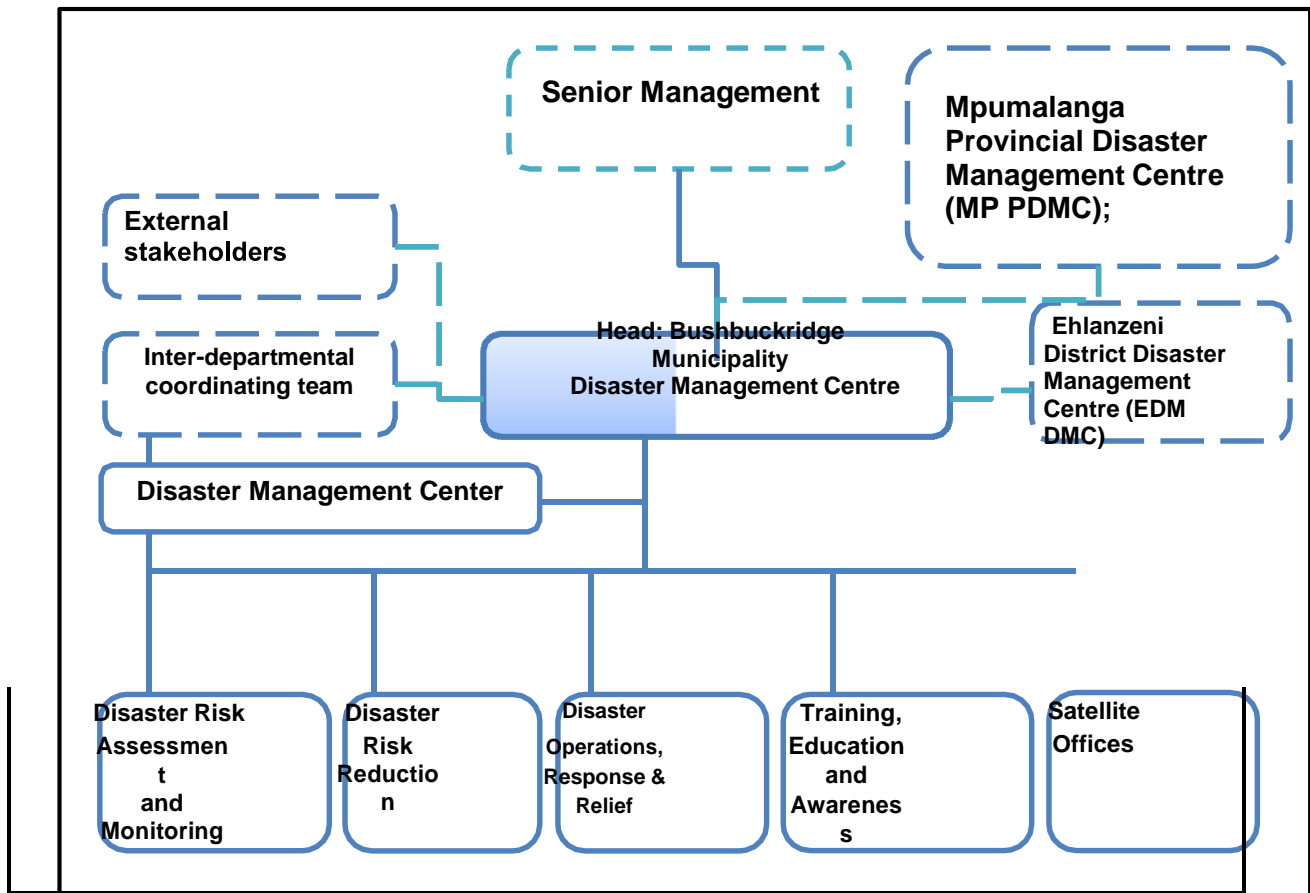 Senior Management
Mpumalanga
Provincial Disaster
Management Centre
(MP PDMC);
External
stakeholders
Head: Bushbuckridge
Municipality
Disaster Management Centre
Inter-departmental
coordinating team
Ehlanzeni
District Disaster
Management
Centre (EDM
DMC)
Disaster Management Center
Disaster Risk
Assessmen
t
and
Monitoring
Disaster
Risk
Reductio
n
Disaster
Operations,
Response &
Relief
Training,
Education
and
Awarenes
s
Satellite
Offices